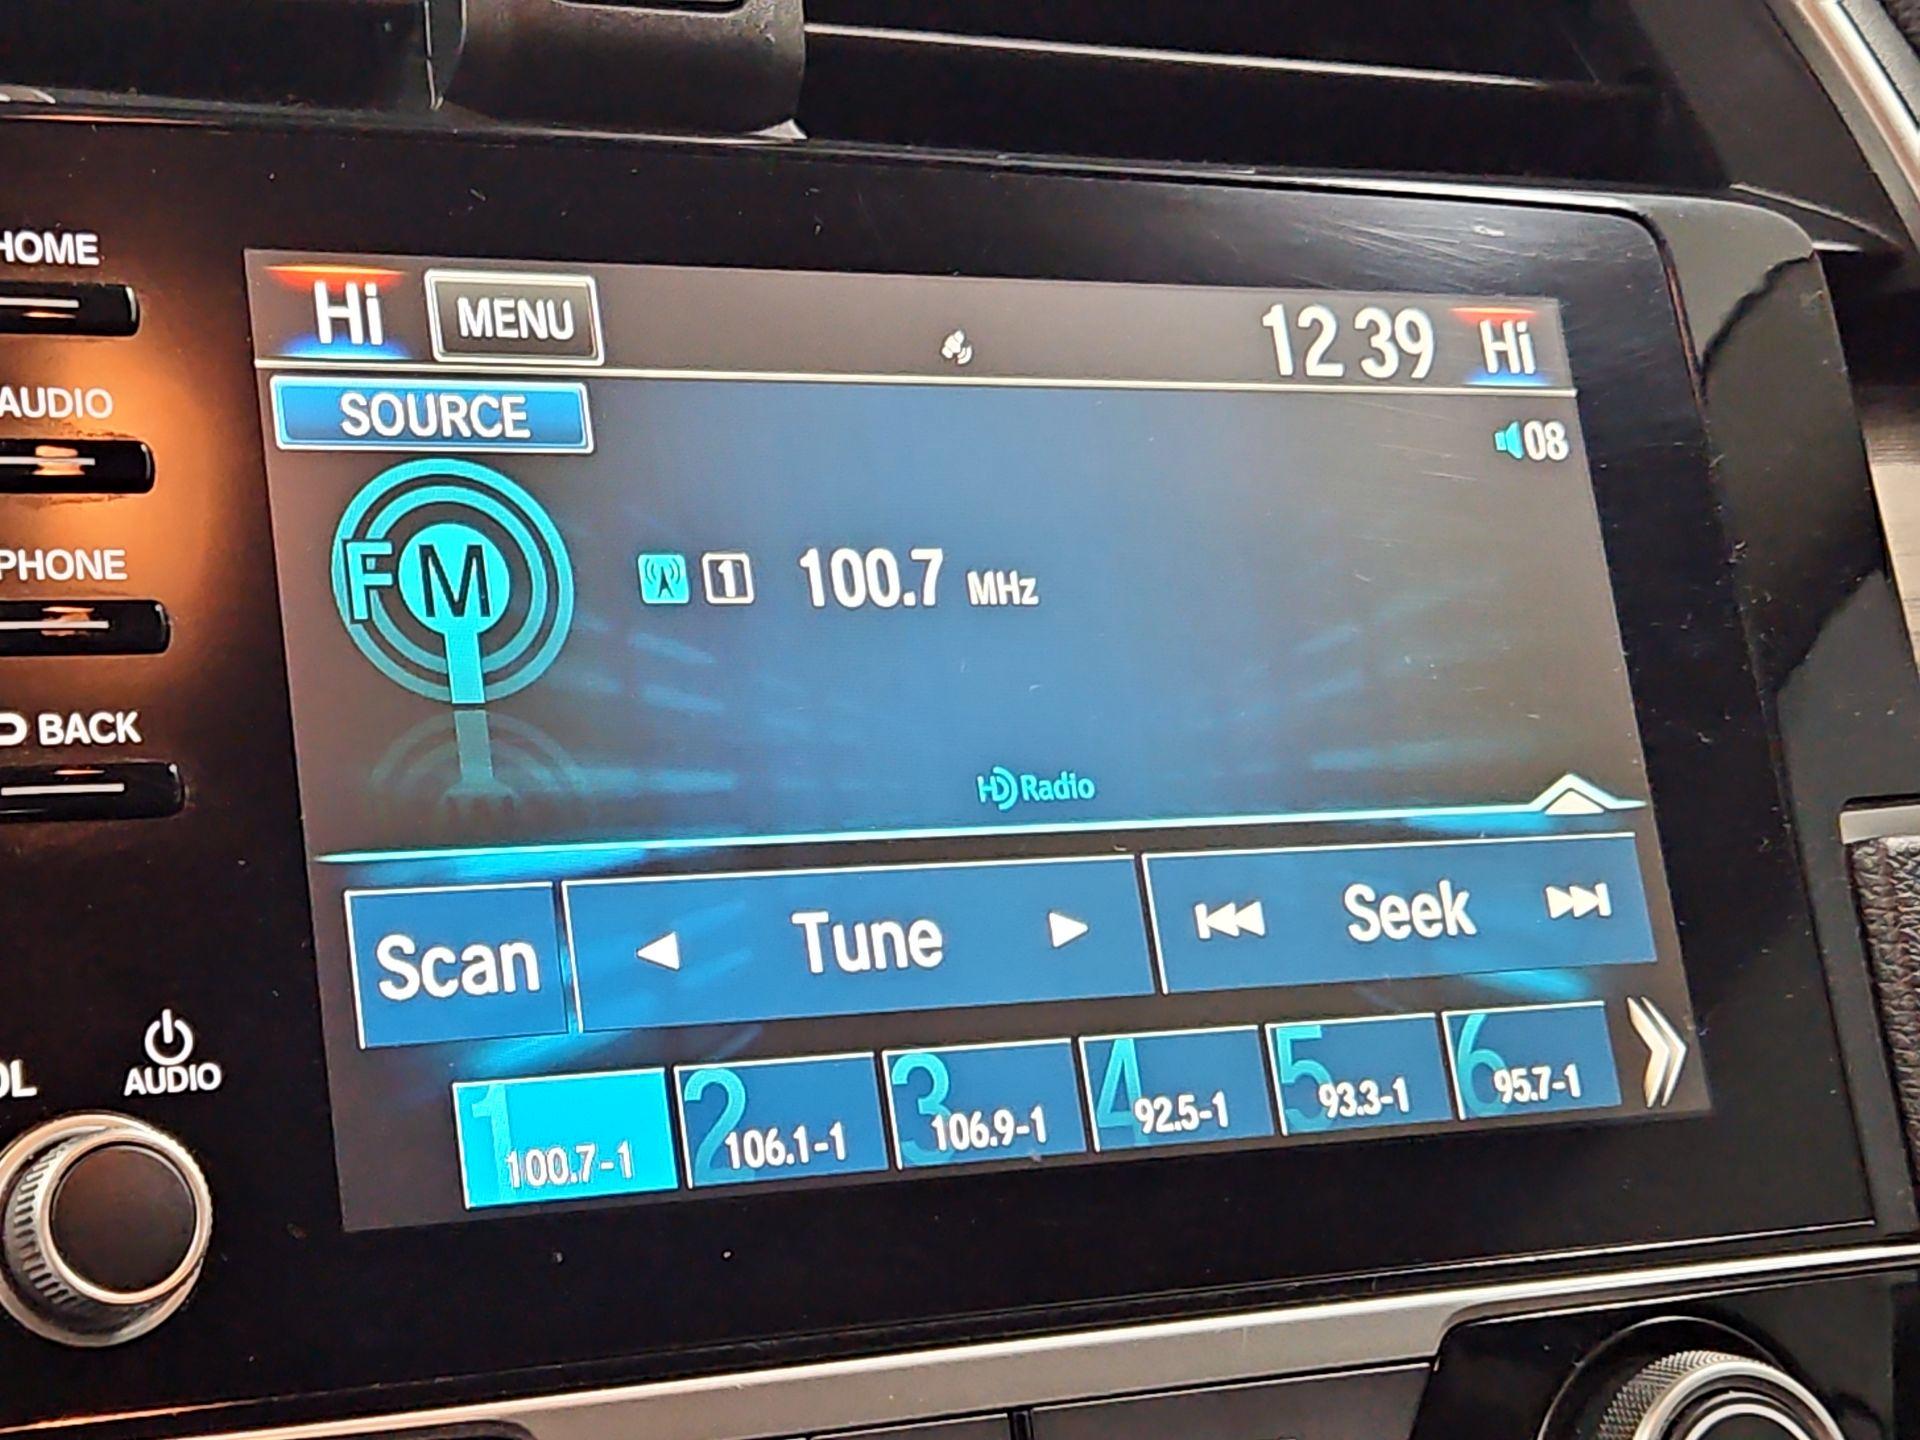 HOME
AUDIO
PHONE
BACK
OL
AUDIO
Hi MENU 12 39 Hi
SOURCE
08
FM
1 100.7 MHz
HD Radio
Scan Tune Seek
1 100.7-1
2 106.1-1
3 106.9-1
4 92.5-1
5 93.3-1
6 95.7-1